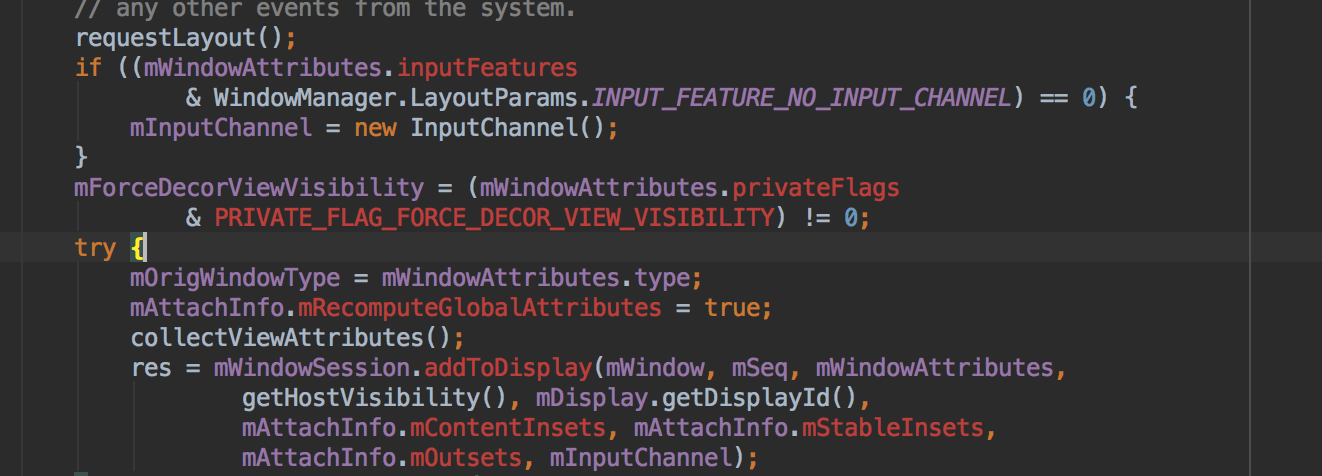 // any other events from the system.
requestLayout();
if ((mWindowAttributes.inputFeatures
& WindowManager.LayoutParams.INPUT_FEATURE_NO_INPUT_CHANNEL) == 0) {
mInputChannel = new InputChannel();
}
mForceDecorViewVisibility = (mWindowAttributes.privateFlags
& PRIVATE_FLAG_FORCE_DECOR_VIEW_VISIBILITY) != 0;
try {
mOrigWindowType = mWindowAttributes.type;
mAttachInfo.mRecomputeGlobalAttributes = true;
collectViewAttributes();
res = mWindowSession.addToDisplay(mWindow, mSeq, mWindowAttributes,
getHostVisibility(), mDisplay.getDisplayId(),
mAttachInfo.mContentInsets, mAttachInfo.mStableInsets,
mAttachInfo.mOutsets, mInputChannel);